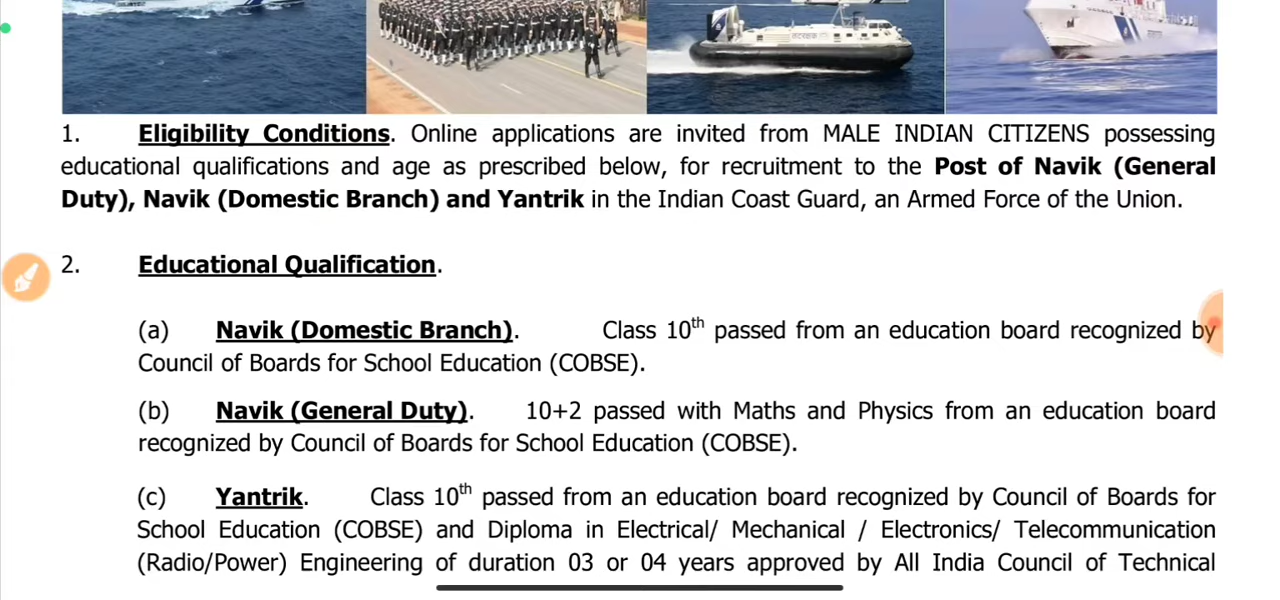 1. Eligibility Conditions. Online applications are invited from MALE INDIAN CITIZENS possessing
educational qualifications and age as prescribed below, for recruitment to the Post of Navik (General
Duty), Navik (Domestic Branch) and Yantrik in the Indian Coast Guard, an Armed Force of the Union.
2. Educational Qualification.
(a) Navik (Domestic Branch). Class 10th passed from an education board recognized by
Council of Boards for School Education (COBSE).
(b) Navik (General Duty). 10+2 passed with Maths and Physics from an education board
recognized by Council of Boards for School Education (COBSE).
(c) Yantrik. Class 10th passed from an education board recognized by Council of Boards for
School Education (COBSE) and Diploma in Electrical/ Mechanical / Electronics/ Telecommunication
(Radio/Power) Engineering of duration 03 or 04 years approved by All India Council of Technical